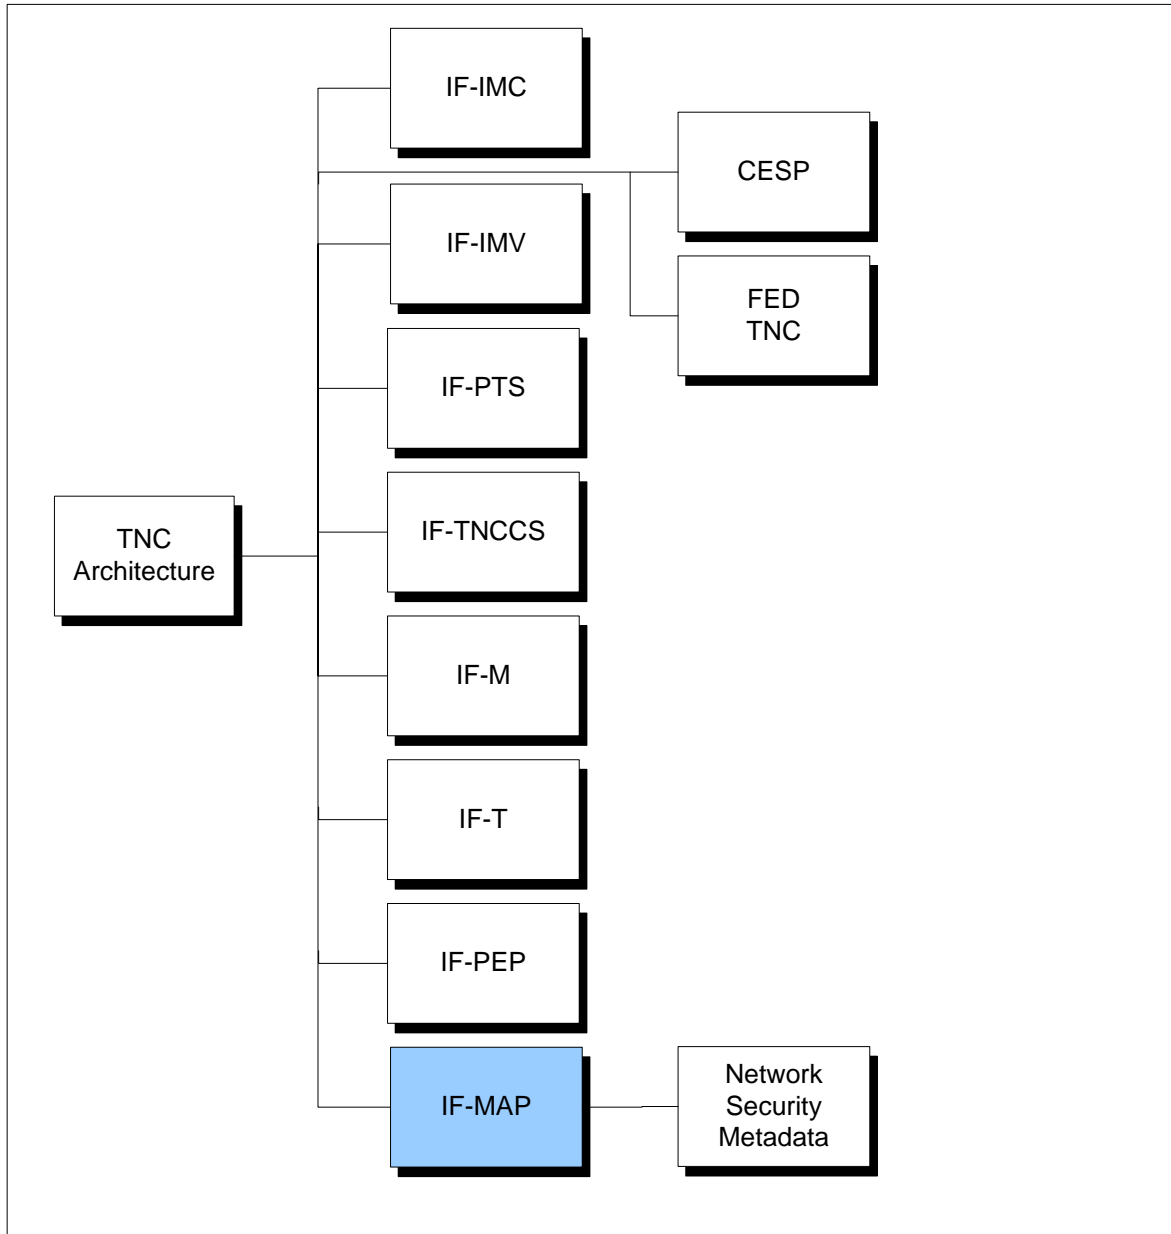 IF-IMC
CESP
IF-IMV
FED
TNC
IF-PTS
IF-TNCCS
TNC
Architecture
IF-M
IF-T
IF-PEP
IF-MAP
Network
Security
Metadata